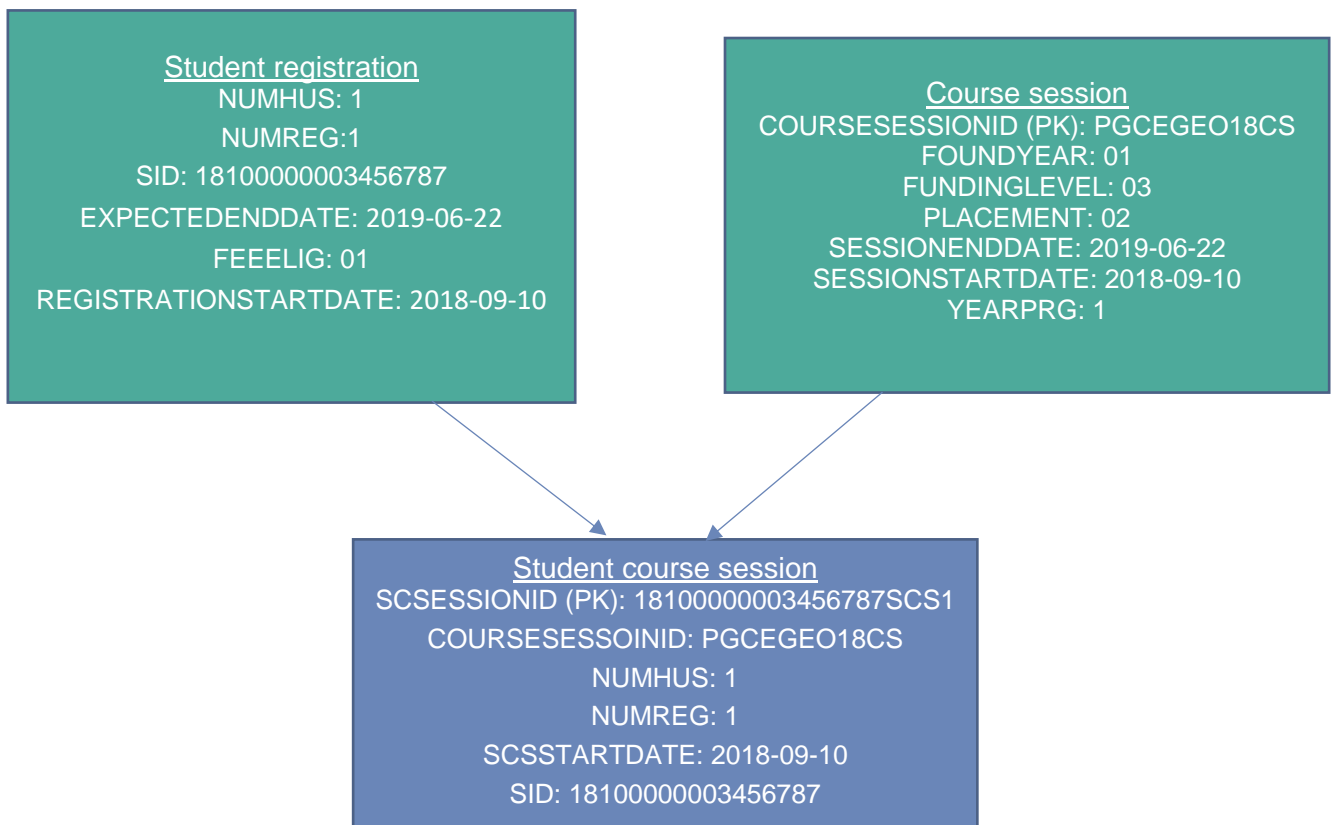 Student registration
NUMHUS: 1
NUMREG:1
SID: 18100000003456787
EXPECTEDENDDATE: 2019-06-22
FEEELIG: 01
REGISTRATIONSTARTDATE: 2018-09-10
Course session
COURSESESSIONID (PK): PGCEGEO18CS
FOUNDYEAR: 01
FUNDINGLEVEL: 03
PLACEMENT: 02
SESSIONENDDATE: 2019-06-22
SESSIONSTARTDATE: 2018-09-10
YEARPRG: 1
Student course session
SCSESSIONID (PK): 18100000003456787SCS1
COURSESESSOINID: PGCEGEO18CS
NUMHUS: 1
NUMREG: 1
SCSSTARTDATE: 2018-09-10
SID: 18100000003456787